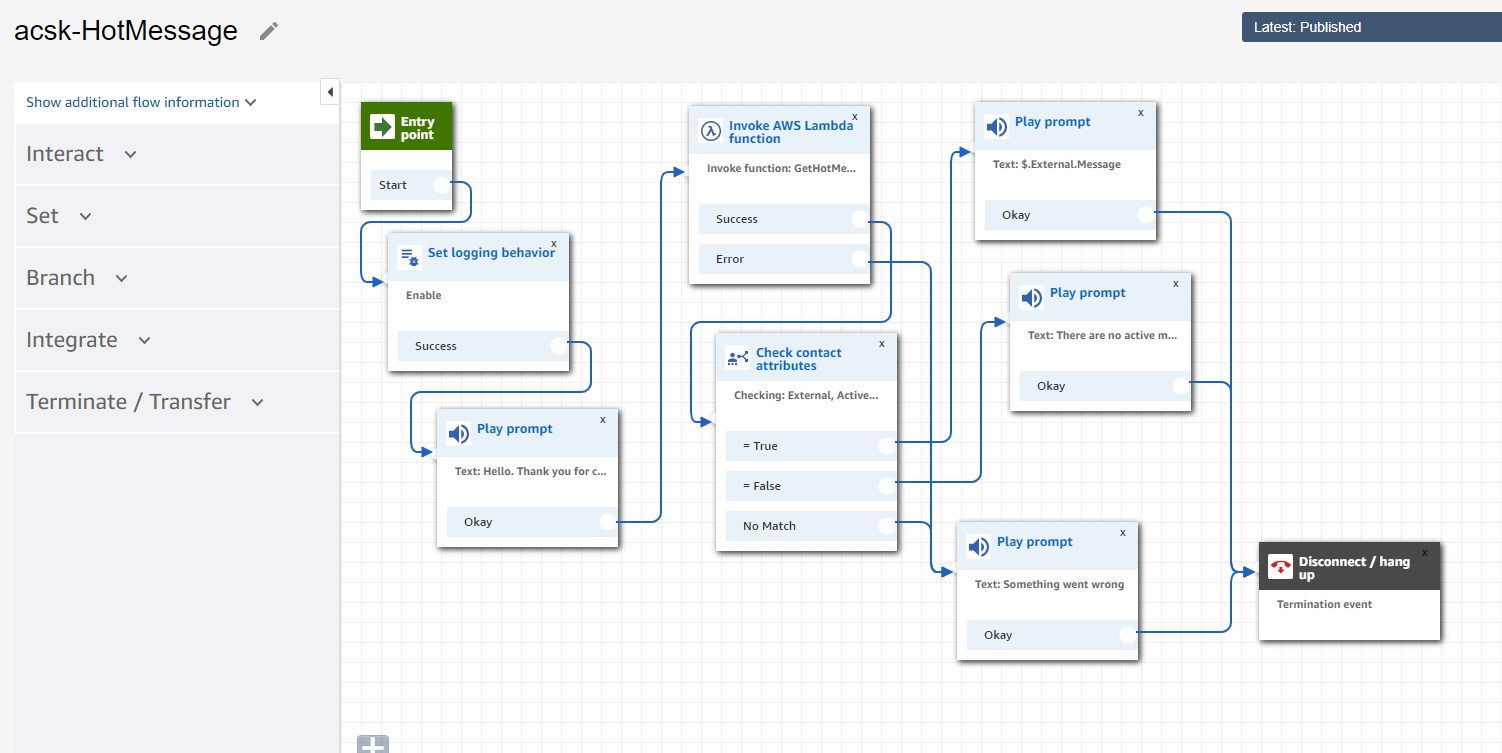 acsk-HotMessage
Latest: Published
Show additional flow information
Interact
Set
Branch
Integrate
Terminate / Transfer
Entry
point
Start
Set logging behavior
x
Enable
Success
Play prompt
x
Text: Hello. Thank you for c...
Okay
Invoke AWS Lambda
function
x
Invoke function: GetHotMe...
Success
Error
Check contact
attributes
x
Checking: External, Active...
= True
= False
No Match
Play prompt
x
Text: $.External.Message
Okay
Play prompt
x
Text: There are no active m...
Okay
Play prompt
x
Text: Something went wrong
Okay
Disconnect / hang
up
x
Termination event